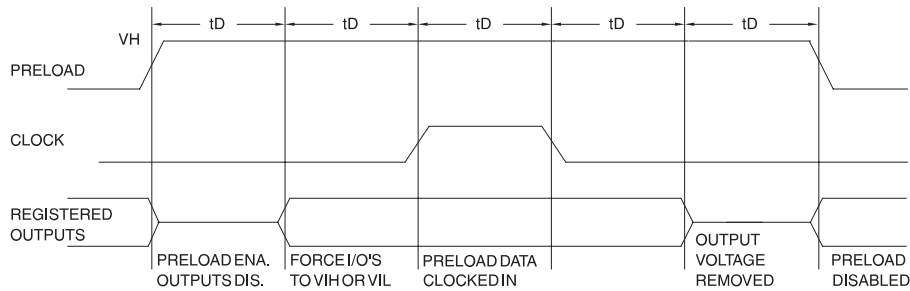 tD tD tD tD tD
VH
PRELOAD
CLOCK
REGISTERED
OUTPUTS
PRELOAD ENA.
OUTPUTS DIS.
FORCE I/O'S
TO VIH OR VIL
PRELOAD DATA
CLOCKED IN
OUTPUT
VOLTAGE
REMOVED
PRELOAD
DISABLED